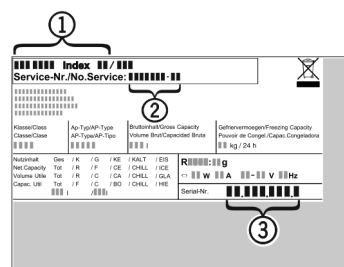 1
Index /
Service-Nr./No.Service: -
2
Klasse/Class Ap-Typ/AP-Type Bruttoinhalt/Gross Capacity Gefriervermoegen/Freezing Capacity
Classe/Clase AP-Type/AP-Tipo Volume Brut/Capacidad Bruta Pouvoir de Congel./Capac.Congeladora
l kg / 24 h
Nutzinhalt Ges / K / G / KE / KALT / EIS R : g
Net.Capacity Tot / R / F / CE / CHILL / ICE
Volume Utile Tot / R / C / CA / CHILL / GLA W A - V Hz
Capac. Util Tot / F / C / BO / CHILL / HIE
l / l Serial-Nr. . . .
3